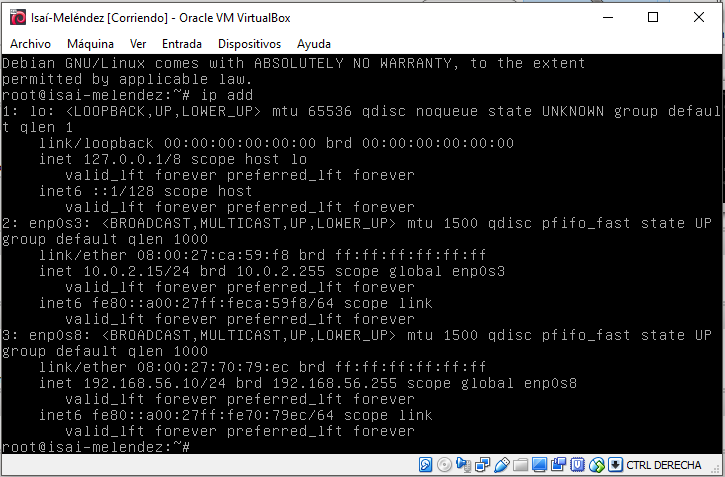 Isaí-Meléndez [Corriendo] - Oracle VM VirtualBox
Archivo Máquina Ver Entrada Dispositivos Ayuda
Debian GNU/Linux comes with ABSOLUTELY NO WARRANTY, to the extent
permitted by applicable law.
root@isai-melendez:~# ip add
1: lo: <LOOPBACK,UP,LOWER_UP> mtu 65536 qdisc noqueue state UNKNOWN group defaul
t qlen 1
    link/loopback 00:00:00:00:00:00 brd 00:00:00:00:00:00
    inet 127.0.0.1/8 scope host lo
       valid_lft forever preferred_lft forever
    inet6 ::1/128 scope host
       valid_lft forever preferred_lft forever
2: enp0s3: <BROADCAST,MULTICAST,UP,LOWER_UP> mtu 1500 qdisc pfifo_fast state UP
group default qlen 1000
    link/ether 08:00:27:ca:59:f8 brd ff:ff:ff:ff:ff:ff
    inet 10.0.2.15/24 brd 10.0.2.255 scope global enp0s3
       valid_lft forever preferred_lft forever
    inet6 fe80::a00:27ff:feca:59f8/64 scope link
       valid_lft forever preferred_lft forever
3: enp0s8: <BROADCAST,MULTICAST,UP,LOWER_UP> mtu 1500 qdisc pfifo_fast state UP
group default qlen 1000
    link/ether 08:00:27:70:79:ec brd ff:ff:ff:ff:ff:ff
    inet 192.168.56.10/24 brd 192.168.56.255 scope global enp0s8
       valid_lft forever preferred_lft forever
    inet6 fe80::a00:27ff:fe70:79ec/64 scope link
       valid_lft forever preferred_lft forever
root@isai-melendez:~#
CTRL DERECHA